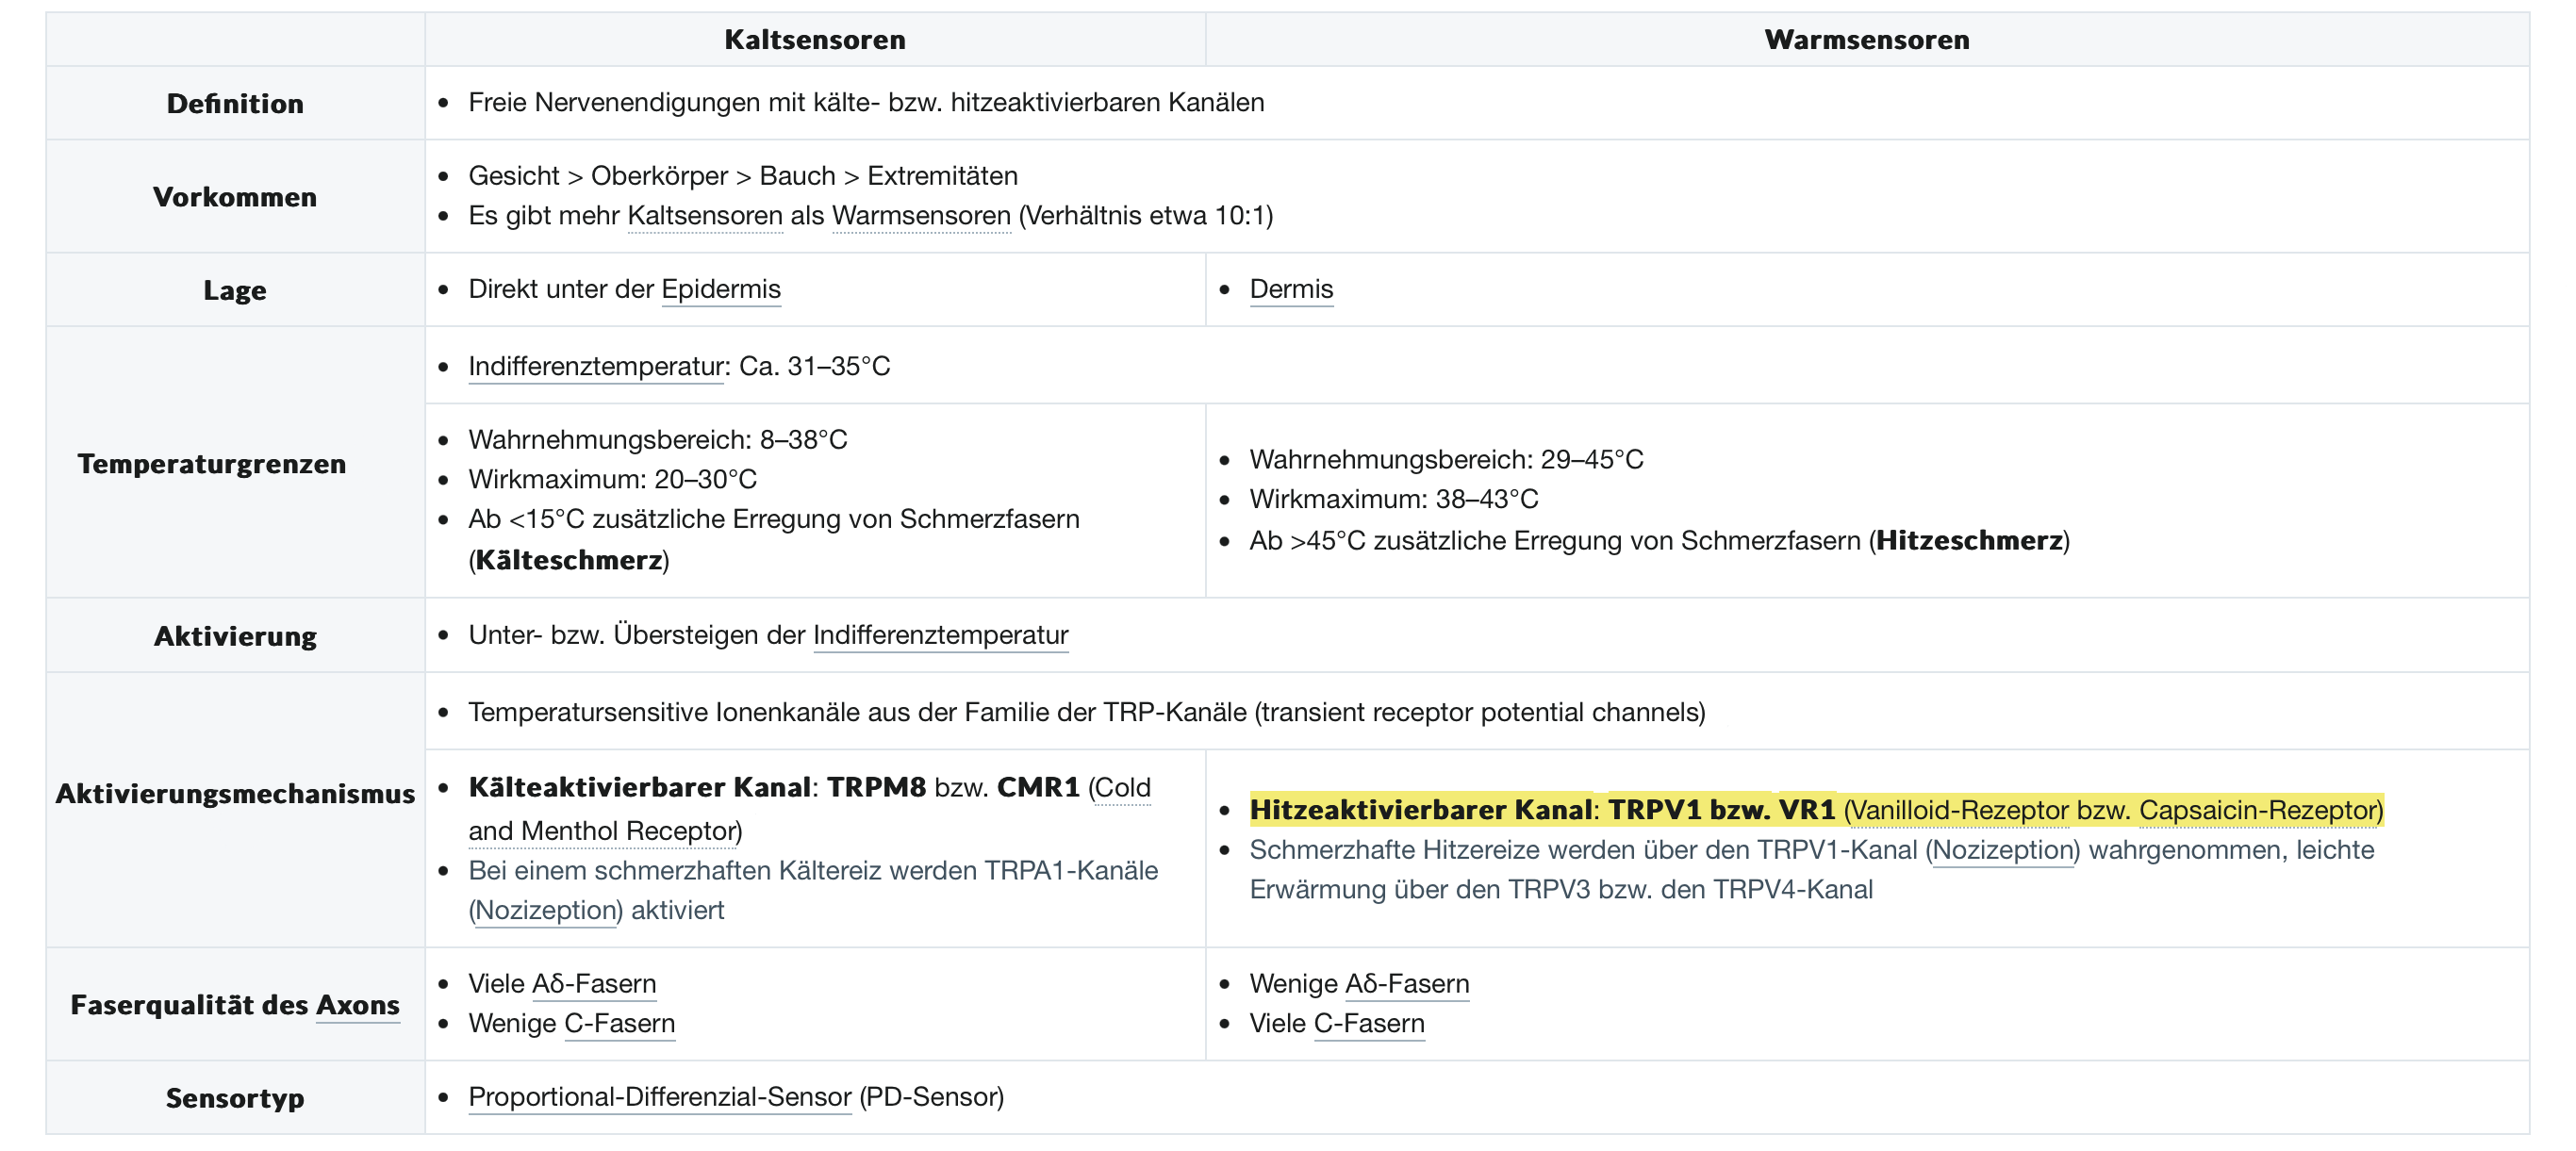 Kaltsensoren
Warmsensoren
Definition
Freie Nervenendigungen mit kälte- bzw. hitzeaktivierbaren Kanälen
Vorkommen
Gesicht > Oberkörper > Bauch > Extremitäten
Es gibt mehr Kaltsensoren als Warmsensoren (Verhältnis etwa 10:1)
Lage
Direkt unter der Epidermis
Dermis
Temperaturgrenzen
Indifferenztemperatur: Ca. 31–35°C
Wahrnehmungsbereich: 8–38°C
Wirkmaximum: 20–30°C
Ab <15°C zusätzliche Erregung von Schmerzfasern
(Kälteschmerz)
Wahrnehmungsbereich: 29–45°C
Wirkmaximum: 38–43°C
Ab >45°C zusätzliche Erregung von Schmerzfasern (Hitzeschmerz)
Aktivierung
Unter- bzw. Übersteigen der Indifferenztemperatur
Aktivierungsmechanismus
Temperatursensitive Ionenkanäle aus der Familie der TRP-Kanäle (transient receptor potential channels)
Kälteaktivierbarer Kanal: TRPM8 bzw. CMR1 (Cold
and Menthol Receptor)
Bei einem schmerzhaften Kältereiz werden TRPA1-Kanäle
(Nozizeption) aktiviert
Hitzeaktivierbarer Kanal: TRPV1 bzw. VR1 (Vanilloid-Rezeptor bzw. Capsaicin-Rezeptor)
Schmerzhafte Hitzereize werden über den TRPV1-Kanal (Nozizeption) wahrgenommen, leichte
Erwärmung über den TRPV3 bzw. den TRPV4-Kanal
Faserqualität des Axons
Viele Aδ-Fasern
Wenige C-Fasern
Wenige Aδ-Fasern
Viele C-Fasern
Sensortyp
Proportional-Differenzial-Sensor (PD-Sensor)